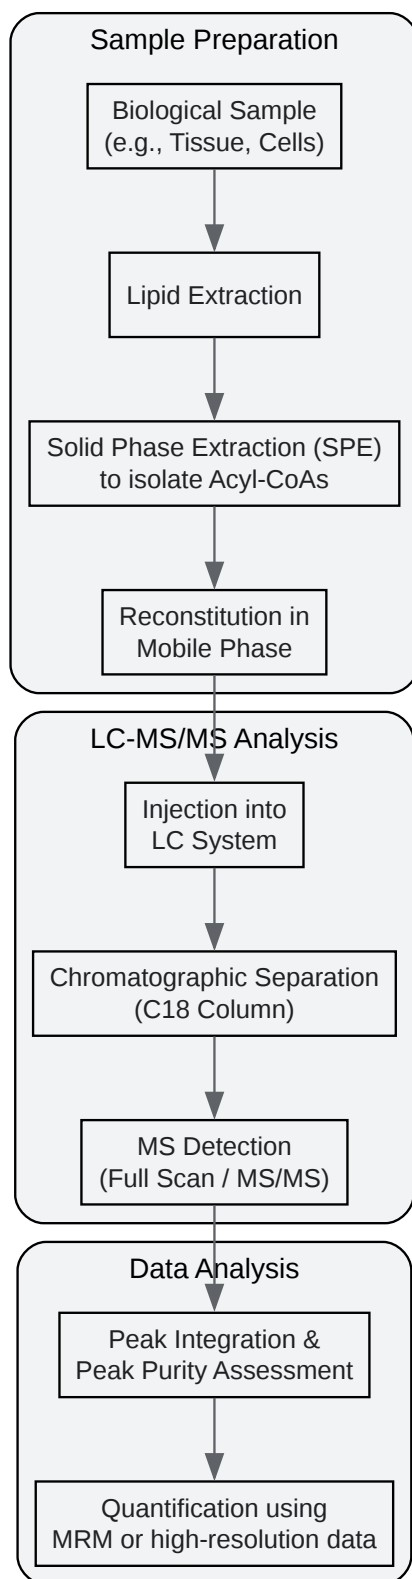 Sample Preparation
Biological Sample
(e.g., Tissue, Cells)
Lipid Extraction
Solid Phase Extraction (SPE)
to isolate Acyl-CoAs
Reconstitution in
Mobile Phase
LC-MS/MS Analysis
Injection into
LC System
Chromatographic Separation
(C18 Column)
MS Detection
(Full Scan / MS/MS)
Data Analysis
Peak Integration &
Peak Purity Assessment
Quantification using
MRM or high-resolution data